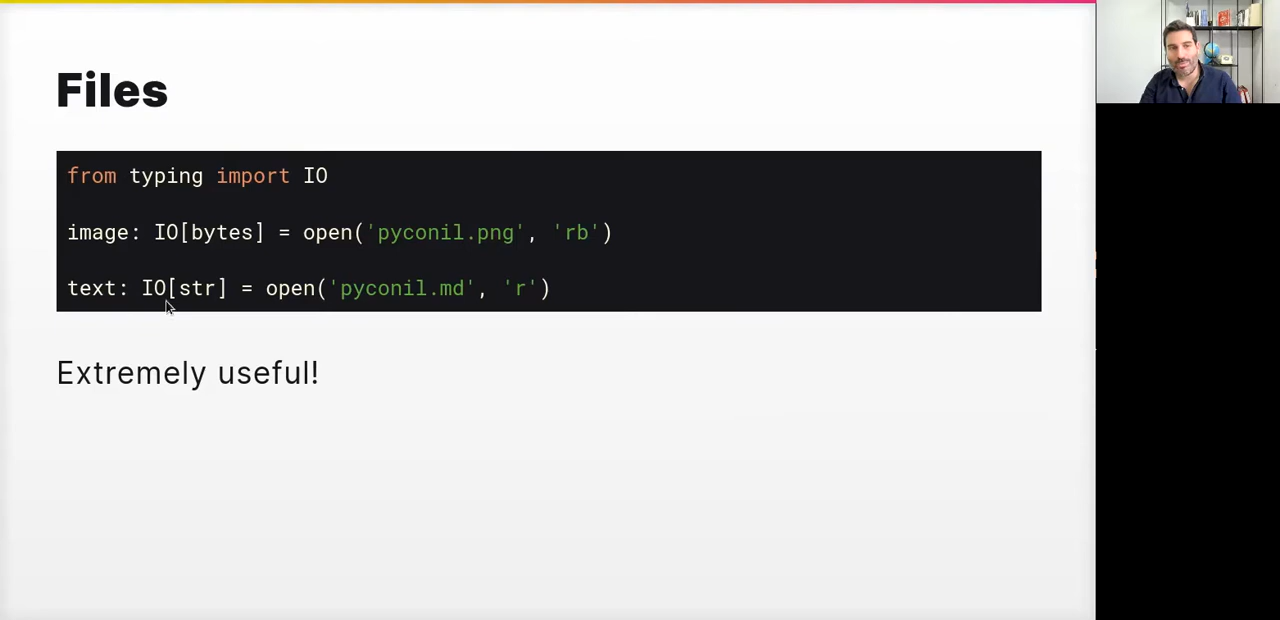 Files
from typing import IO
image: IO[bytes] = open('pyconil.png', 'rb')
text: IO[str] = open('pyconil.md', 'r')
Extremely useful!